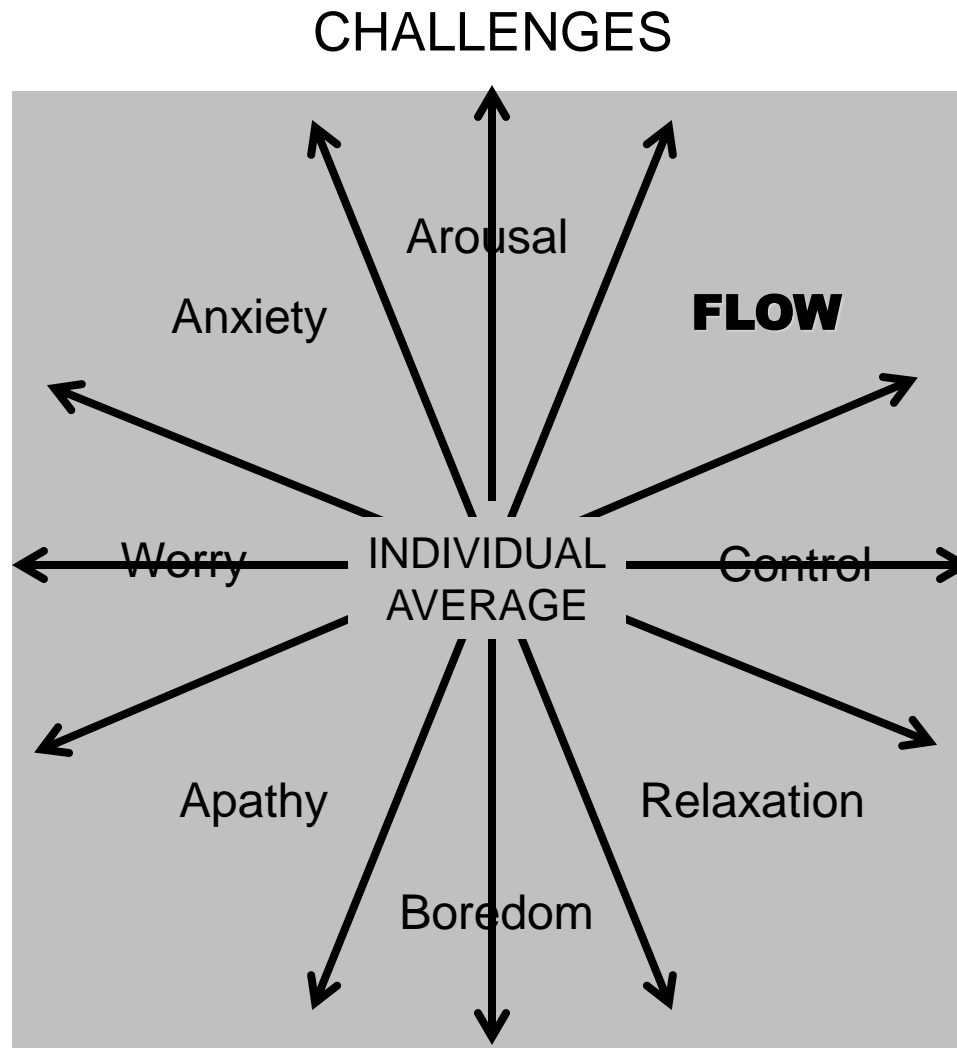 CHALLENGES
Arousal
Anxiety
FLOW
Worry
INDIVIDUAL
AVERAGE
Control
Apathy
Relaxation
Boredom